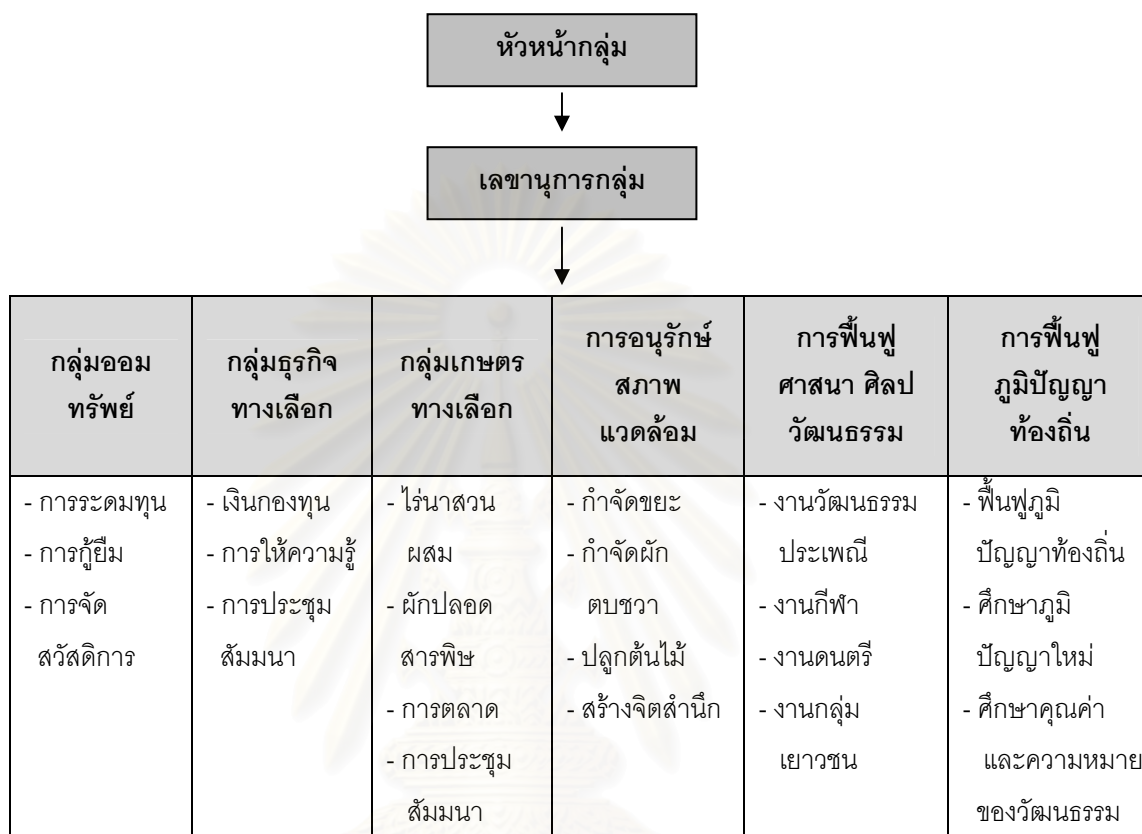 หัวหน้ากลุ่ม
เลขานุการกลุ่ม
กลุ่มออม
ทรัพย์
กลุ่มธุรกิจ
ทางเลือก
กลุ่มเกษตร
ทางเลือก
การอนุรักษ์
สภาพ
แวดล้อม
การฟื้นฟู
ศาสนา ศิลป
วัฒนธรรม
การฟื้นฟู
ภูมิปัญญา
ท้องถิ่น
- การระดมทุน
- การกู้ยืม
- การจัด
สวัสดิการ
- เงินกองทุน
- การให้ความรู้
- การประชุม
สัมมนา
- ไร่นาสวน
ผสม
- ผักปลอด
สารพิษ
- การตลาด
- การประชุม
สัมมนา
- กำจัดขยะ
- กำจัดผัก
ตบชวา
- ปลูกต้นไม้
- สร้างจิตสำนึก
- งานวัฒนธรรม
ประเพณี
- งานกีฬา
- งานดนตรี
- งานกลุ่ม
เยาวชน
- ฟื้นฟูภูมิ
ปัญญาท้องถิ่น
- ศึกษาภูมิ
ปัญญาใหม่
- ศึกษาคุณค่า
และความหมาย
ของวัฒนธรรม